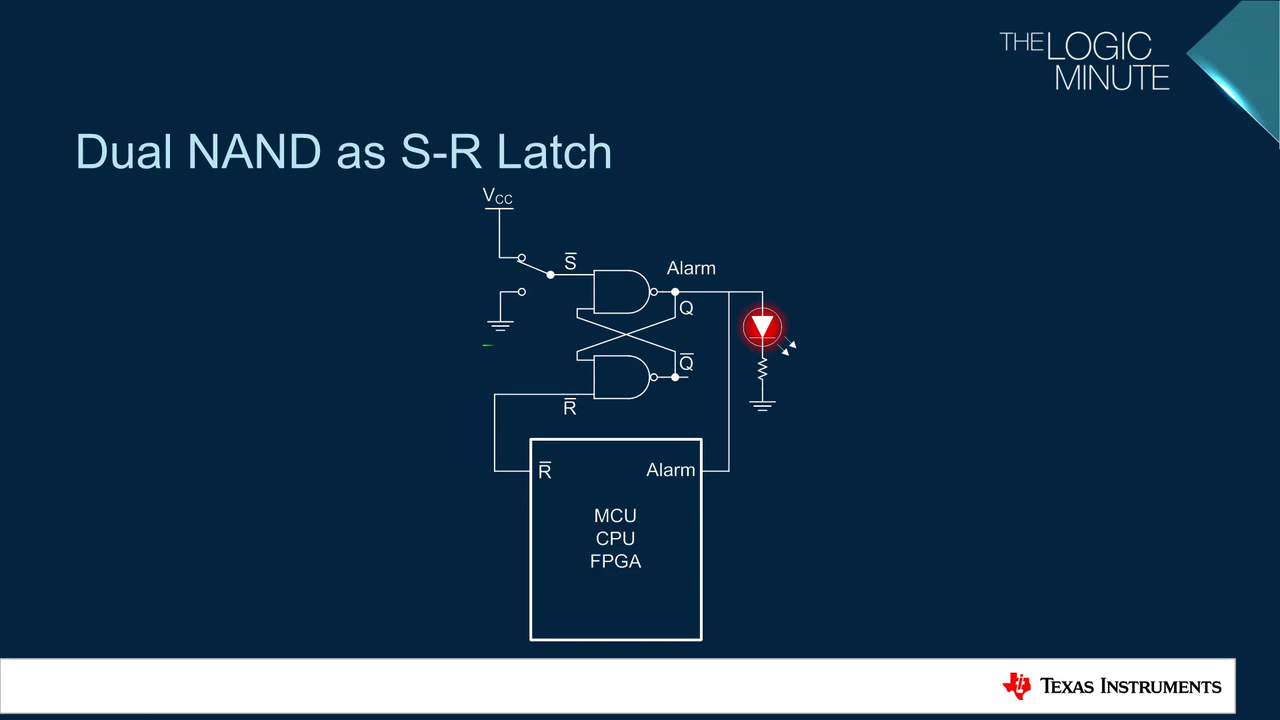 THE LOGIC
MINUTE
Dual NAND as S-R Latch
VCC
S̅
Alarm
Q
Q̅
R̅
R̅
Alarm
MCU
CPU
FPGA
TEXAS INSTRUMENTS